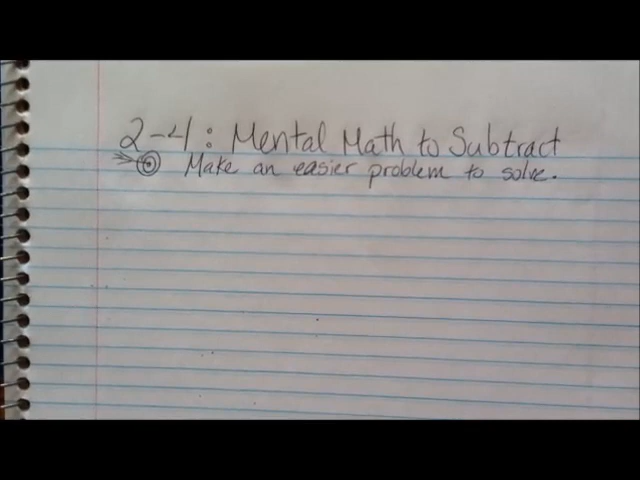 2-4: Mental Math to Subtract
Make an easier problem to solve.